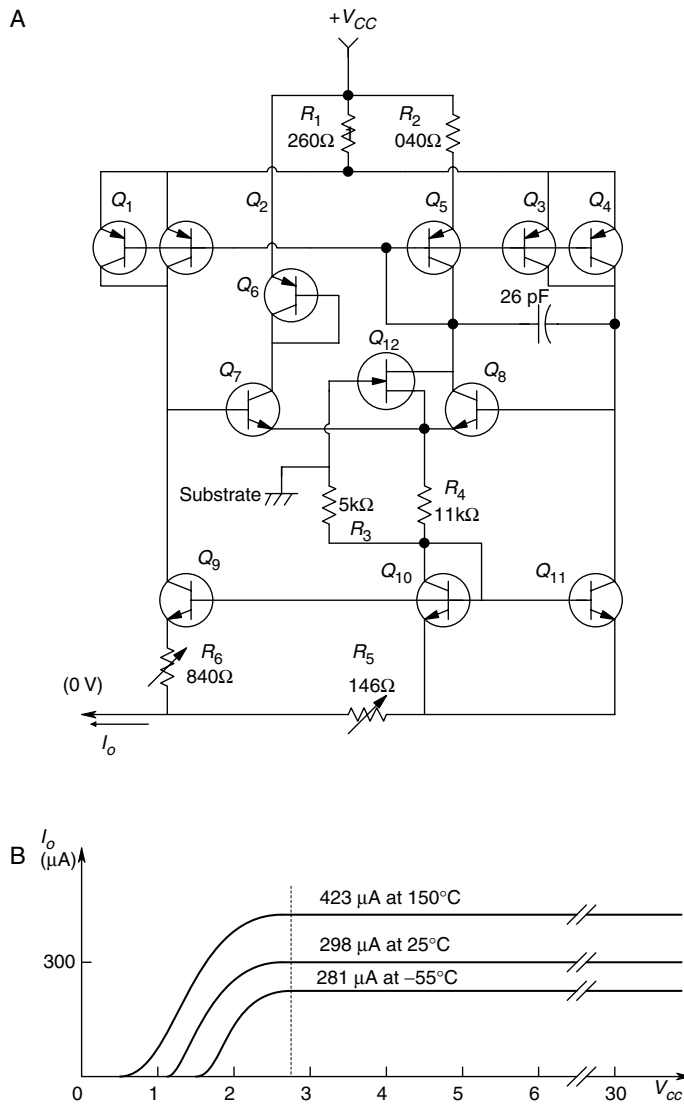 A
+V_CC
R1 R2
260Ω 040Ω
Q1 Q2 Q5 Q3 Q4
Q6 26 pF
Q12
Q7 Q8
Substrate
5kΩ R4
R3 11kΩ
Q9 Q10 Q11
R6 R5
840Ω 146Ω
(0 V)
Io
B
Io
(μA)
423 μA at 150°C
300
298 μA at 25°C
281 μA at –55°C
0 1 2 3 4 5 6 30 Vcc